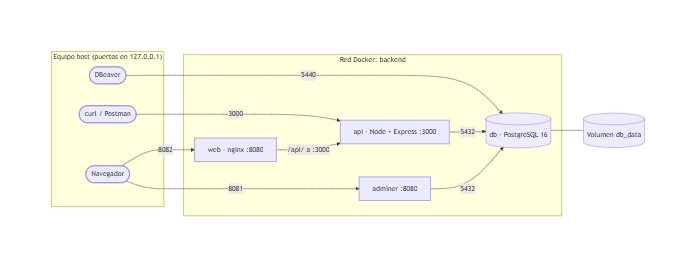 Equipo host (puertos en 127.0.0.1)
Red Docker: backend
DBeaver
5440
curl / Postman
3000
api - Node + Express :3000
5432
db - PostgreSQL 16
Volumen db_data
8082
web - nginx :8080
/api/ a :3000
Navegador
8081
adminer :8080
5432